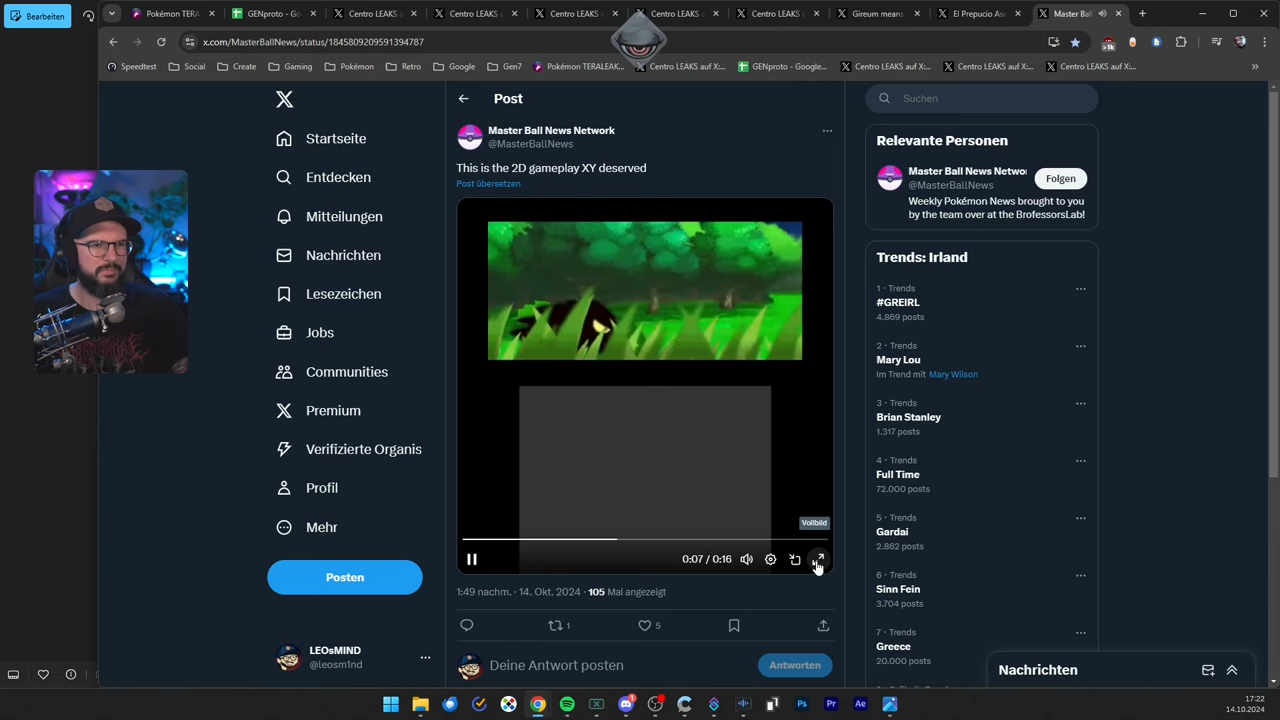 Bearbeiten
Pokémon TERA
GENproto - Go
Centro LEAKS a
Centro LEAKS
Centro LEAKS a
Centro LEAKS
GENproto - Go
Gireum means
El Prepucio Ase
Master Ball
x.com/MasterBallNews/status/1845809209591394787
Speedtest
Social
Create
Gaming
Pokémon
Retro
Google
Gen7
Pokémon TERALEAK...
Centro LEAKS auf X:...
GENproto - Google...
Centro LEAKS auf X:...
Centro LEAKS auf X:...
Centro LEAKS auf X:...
Startseite
Entdecken
Mitteilungen
Nachrichten
Lesezeichen
Jobs
Communities
Premium
Verifizierte Organis
Profil
Mehr
Posten
LEOsMIND
@leosm1nd
Post
Master Ball News Network
@MasterBallNews
This is the 2D gameplay XY deserved
Post übersetzen
Vollbild
0:07 / 0:16
1:49 nachm. · 14. Okt. 2024 · 105 Mal angezeigt
1
5
Deine Antwort posten
Antworten
Suchen
Relevante Personen
Master Ball News Netwo
@MasterBallNews
Folgen
Weekly Pokémon News brought to you
by the team over at the BrofessorsLab!
Trends: Irland
1 · Trends
#GREIRL
4.869 posts
2 · Trends
Mary Lou
Im Trend mit Mary Wilson
3 · Trends
Brian Stanley
1.317 posts
4 · Trends
Full Time
72.000 posts
5 · Trends
Gardai
2.862 posts
6 · Trends
Sinn Fein
3.704 posts
7 · Trends
Greece
20.000 posts
Nachrichten
17:22
14.10.2024